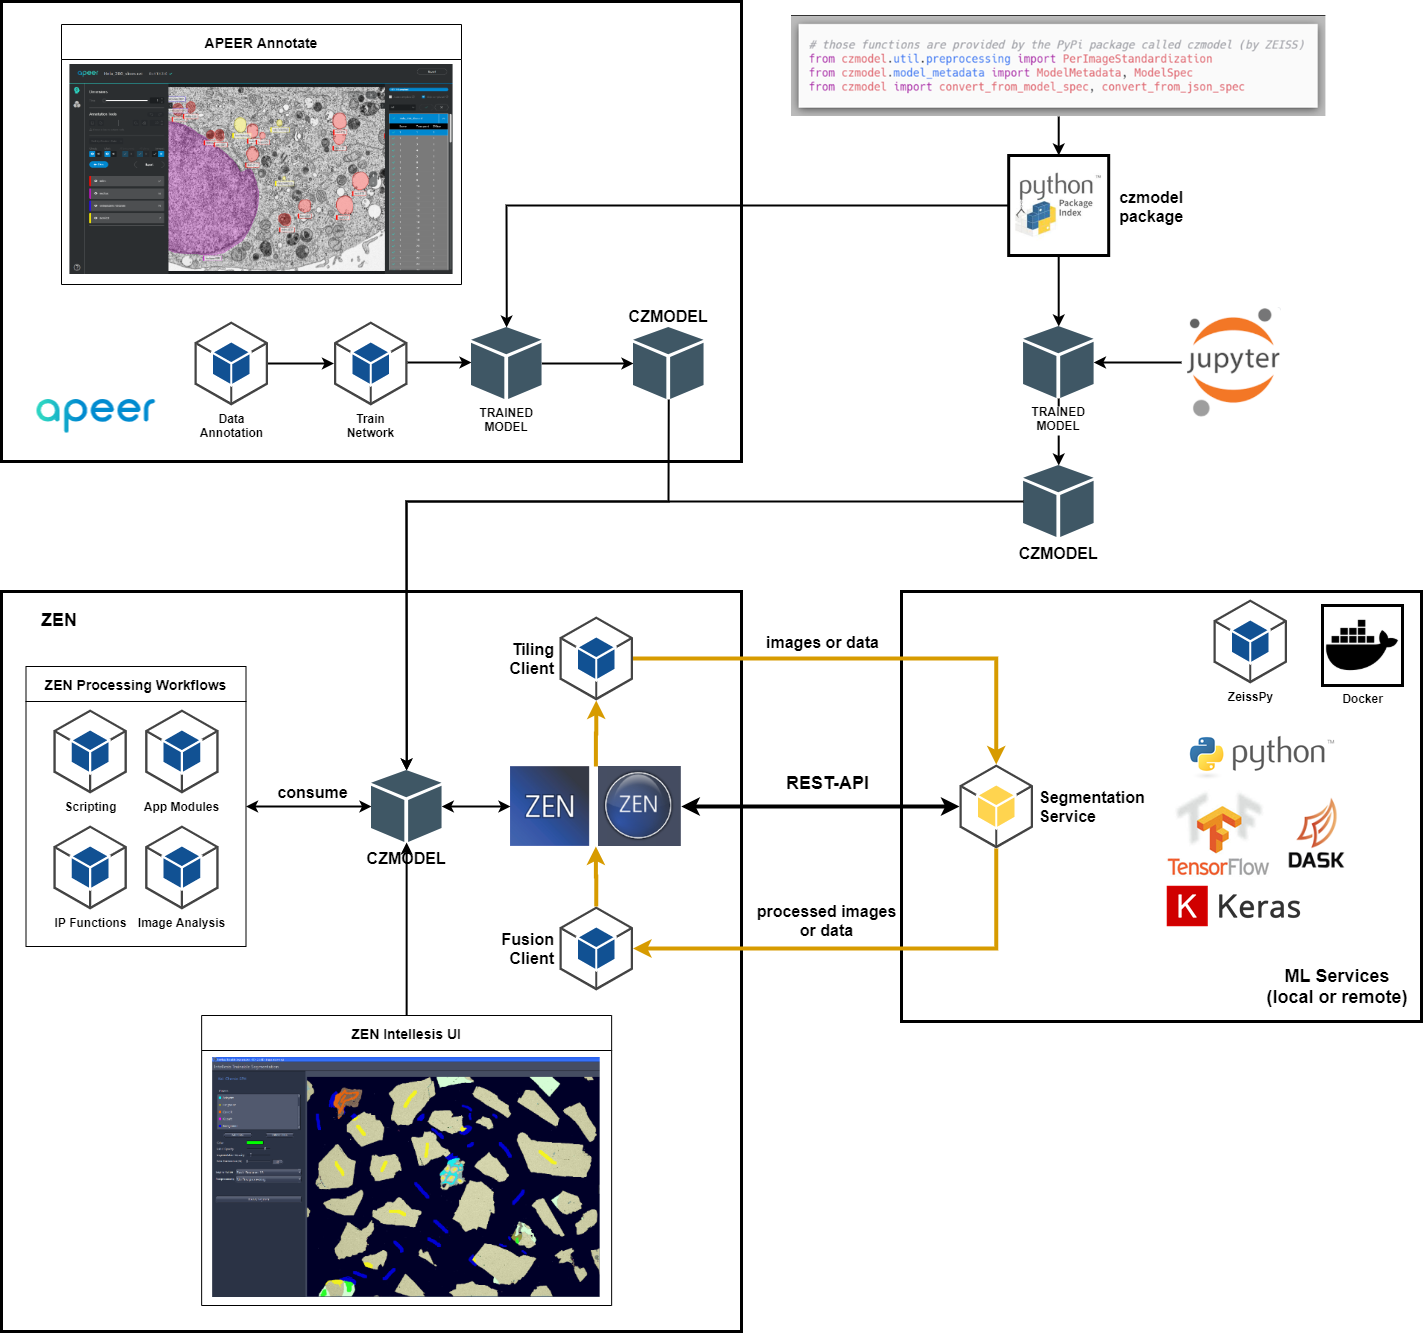 APEER Annotate
apeer
# those functions are provided by the PyPi package called czmodel (by ZEISS)
from czmodel.util.preprocessing import PerImageStandardization
from czmodel.model_metadata import ModelMetadata, ModelSpec
from czmodel import convert_from_model_spec, convert_from_json_spec
python™
Package
Index
czmodel
package
CZMODEL
jupyter
apeer
Data
Annotation
Train
Network
TRAINED
MODEL
TRAINED
MODEL
CZMODEL
ZEN
Tiling
Client
images or data
ZeissPy
Docker
ZEN Processing Workflows
Scripting
App Modules
IP Functions
Image Analysis
consume
CZMODEL
ZEN
ZEN
REST-API
Segmentation
Service
python™
TensorFlow
DASK
K Keras
Fusion
Client
processed images
or data
ML Services
(local or remote)
ZEN Intellesis UI